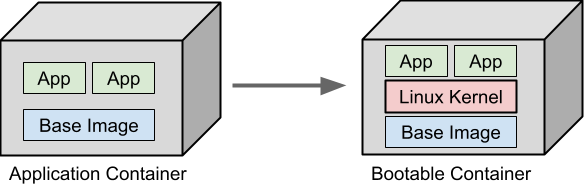 App App
Base Image
Application Container
App App
Linux Kernel
Base Image
Bootable Container